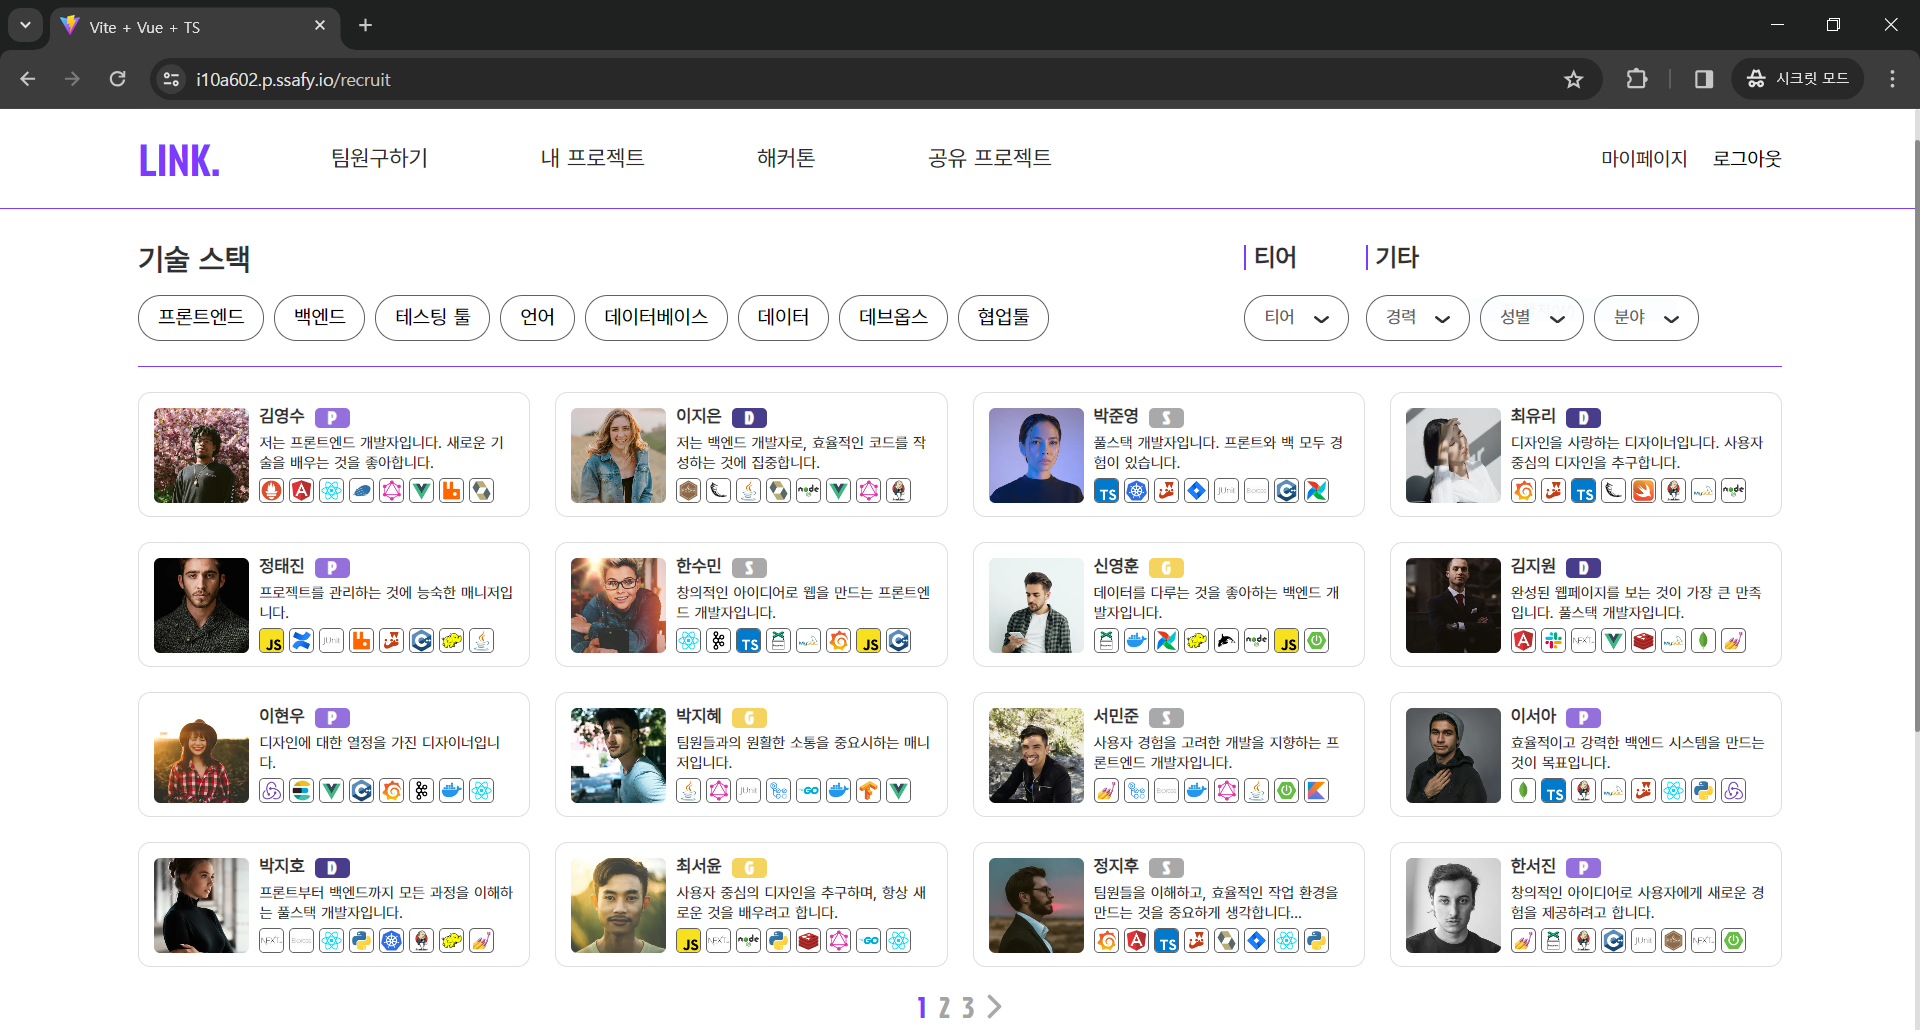 Vite + Vue + TS
i10a602.p.ssafy.io/recruit
시크릿 모드
LINK.
팀원구하기
내 프로젝트
해커톤
공유 프로젝트
마이페이지
로그아웃
기술 스택
티어
기타
프론트엔드
백엔드
테스팅 툴
언어
데이터베이스
데이터
데브옵스
협업툴
티어
경력
성별
분야
김영수 P
저는 프론트엔드 개발자입니다. 새로운 기
술을 배우는 것을 좋아합니다.
이지은 D
저는 백엔드 개발자로, 효율적인 코드를 작
성하는 것에 집중합니다.
node
박준영 S
풀스택 개발자입니다. 프론트와 백 모두 경
험이 있습니다.
TS
JUnit
최유리 D
디자인을 사랑하는 디자이너입니다. 사용자
중심의 디자인을 추구합니다.
TS
MySQL
node
정태진 P
프로젝트를 관리하는 것에 능숙한 매니저입
니다.
JS
JUnit
한수민 S
창의적인 아이디어로 웹을 만드는 프론트엔
드 개발자입니다.
TS
MySQL
JS
신영훈 G
데이터를 다루는 것을 좋아하는 백엔드 개
발자입니다.
node
JS
김지원 D
완성된 웹페이지를 보는 것이 가장 큰 만족
입니다. 풀스택 개발자입니다.
NEXT
MySQL
이현우 P
디자인에 대한 열정을 가진 디자이너입니
다.
박지혜 G
팀원들과의 원활한 소통을 중요시하는 매니
저입니다.
JUnit
GO
서민준 S
사용자 경험을 고려한 개발을 지향하는 프
론트엔드 개발자입니다.
이서아 P
효율적이고 강력한 백엔드 시스템을 만드는
것이 목표입니다.
TS
MySQL
박지호 D
프론트부터 백엔드까지 모든 과정을 이해하
는 풀스택 개발자입니다.
NEXT
최서윤 G
사용자 중심의 디자인을 추구하며, 항상 새
로운 것을 배우려고 합니다.
JS
NEXT
node
GO
정지후 S
팀원들을 이해하고, 효율적인 작업 환경을
만드는 것을 중요하게 생각합니다...
TS
한서진 P
창의적인 아이디어로 사용자에게 새로운 경
험을 제공하려고 합니다.
JUnit
NEXT
1 2 3